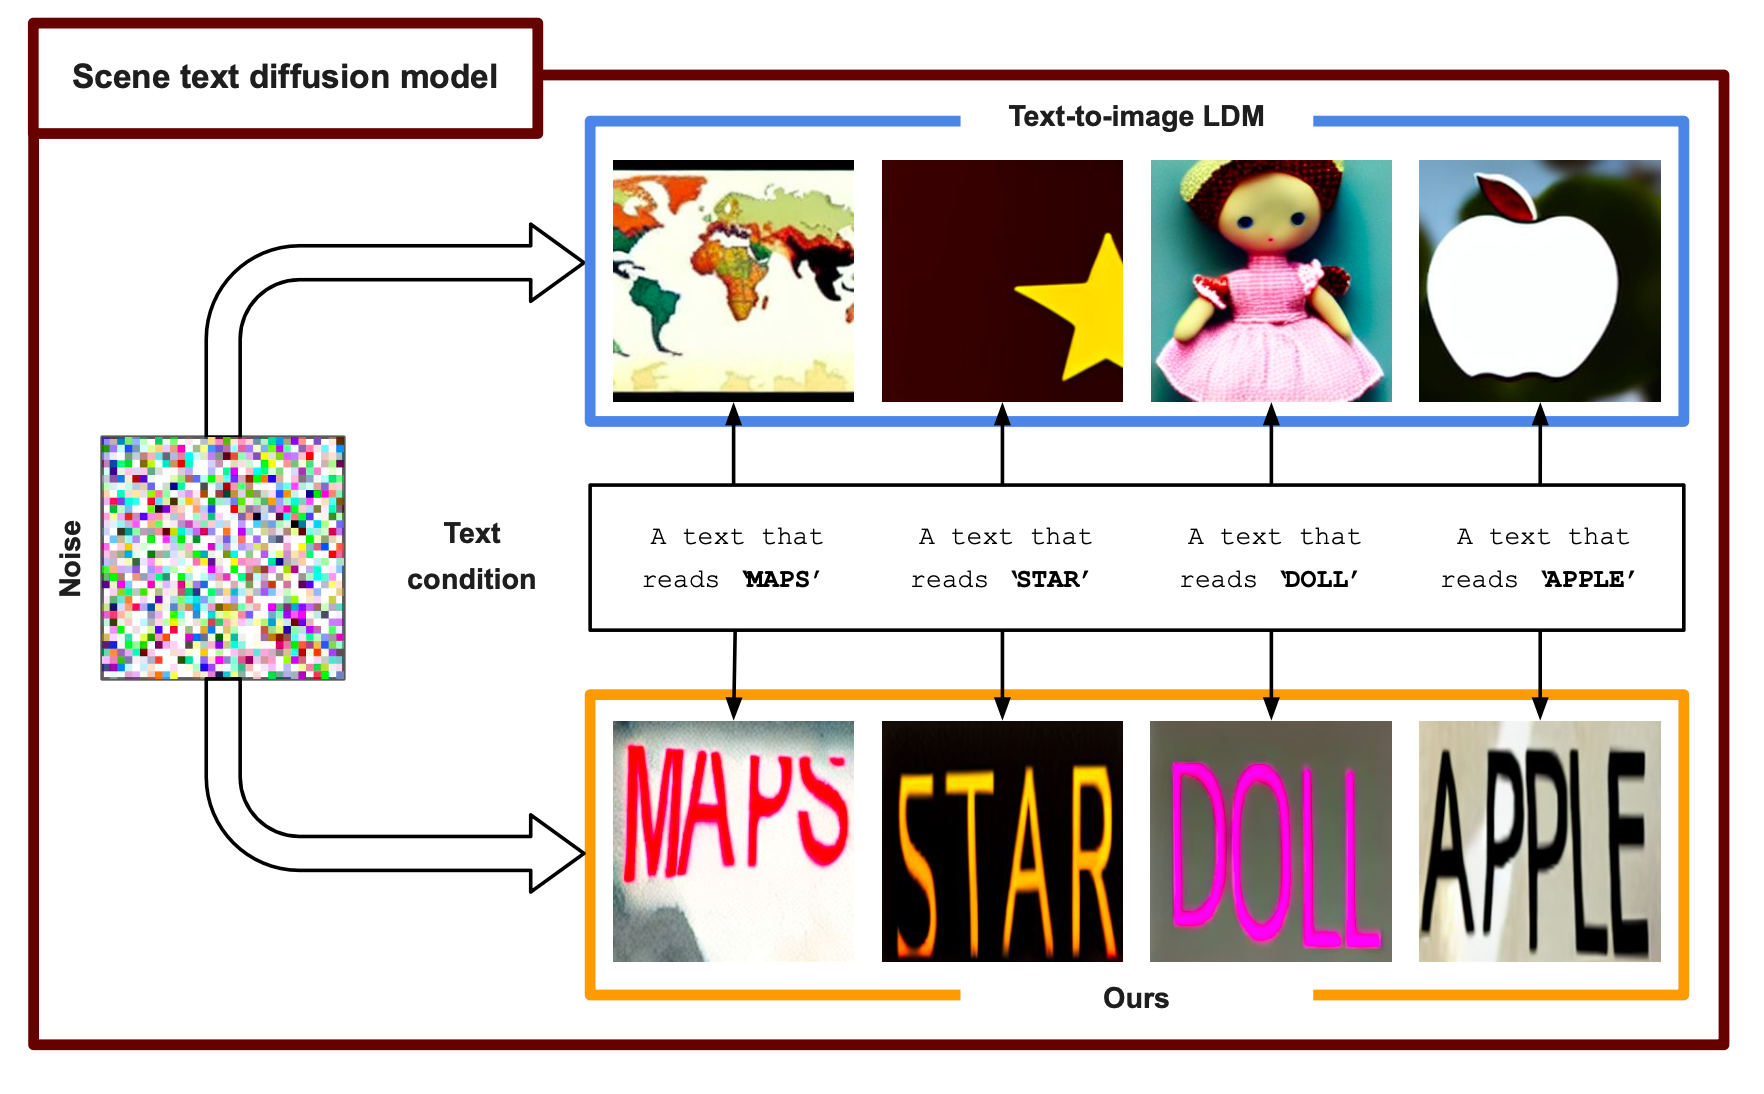 Scene text diffusion model
Text-to-image LDM
Noise
Text
condition
A text that
reads ‘MAPS’
A text that
reads ‘STAR’
A text that
reads ‘DOLL’
A text that
reads ‘APPLE’
MAPS
STAR
DOLL
APPLE
Ours